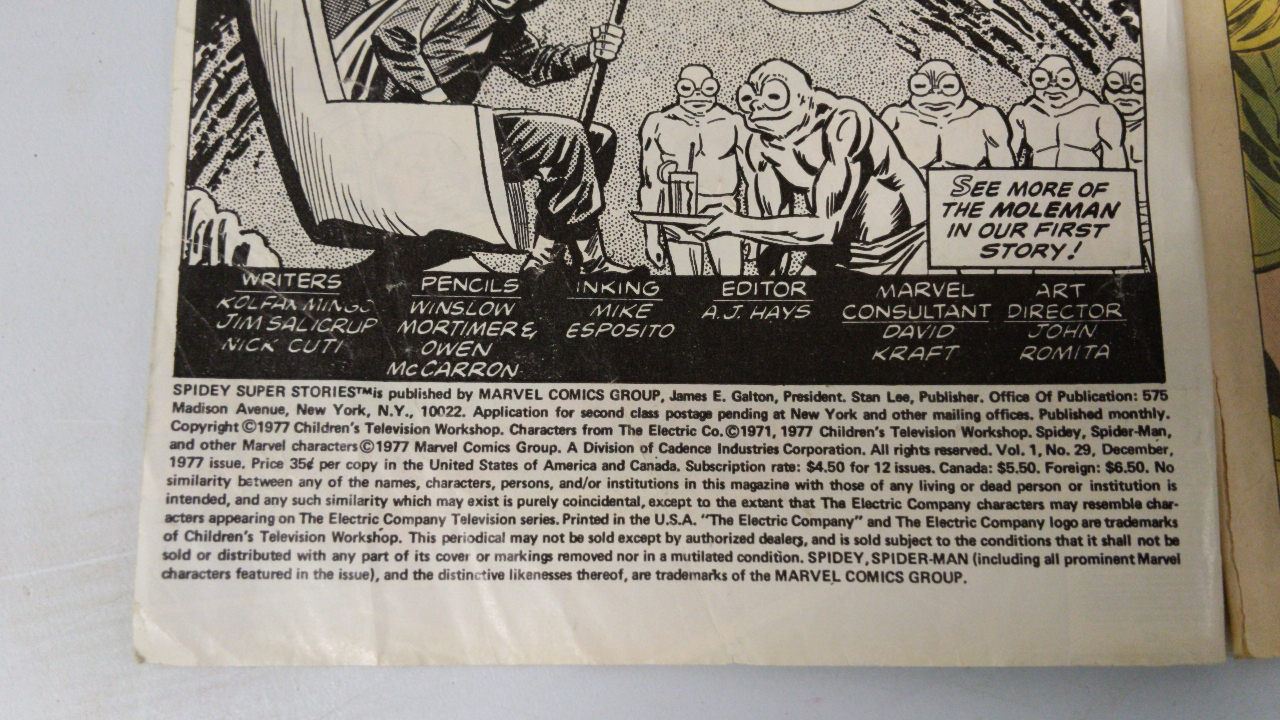 SEE MORE OF
THE MOLEMAN
IN OUR FIRST
STORY!
WRITERS
KOLFAX MINGO
JIM SALICRUP
NICK CUTI
PENCILS
WINSLOW
MORTIMER &
OWEN
McCARRON
INKING
MIKE
ESPOSITO
EDITOR
A.J. HAYS
MARVEL
CONSULTANT
DAVID
KRAFT
ART
DIRECTOR
JOHN
ROMITA
SPIDEY SUPER STORIES™ is published by MARVEL COMICS GROUP, James E. Galton, President. Stan Lee, Publisher. Office Of Publication: 575
Madison Avenue, New York, N.Y., 10022. Application for second class postage pending at New York and other mailing offices. Published monthly.
Copyright ©1977 Children's Television Workshop. Characters from The Electric Co. ©1971, 1977 Children's Television Workshop. Spidey, Spider-Man,
and other Marvel characters ©1977 Marvel Comics Group. A Division of Cadence Industries Corporation. All rights reserved. Vol. 1, No. 29, December,
1977 issue. Price 35¢ per copy in the United States of America and Canada. Subscription rate: $4.50 for 12 issues. Canada: $5.50. Foreign: $6.50. No
similarity between any of the names, characters, persons, and/or institutions in this magazine with those of any living or dead person or institution is
intended, and any such similarity which may exist is purely coincidental, except to the extent that The Electric Company characters may resemble char-
acters appearing on The Electric Company Television series. Printed in the U.S.A. "The Electric Company" and The Electric Company logo are trademarks
of Children's Television Workshop. This periodical may not be sold except by authorized dealers, and is sold subject to the conditions that it shall not be
sold or distributed with any part of its cover or markings removed nor in a mutilated condition. SPIDEY, SPIDER-MAN (including all prominent Marvel
characters featured in the issue), and the distinctive likenesses thereof, are trademarks of the MARVEL COMICS GROUP.